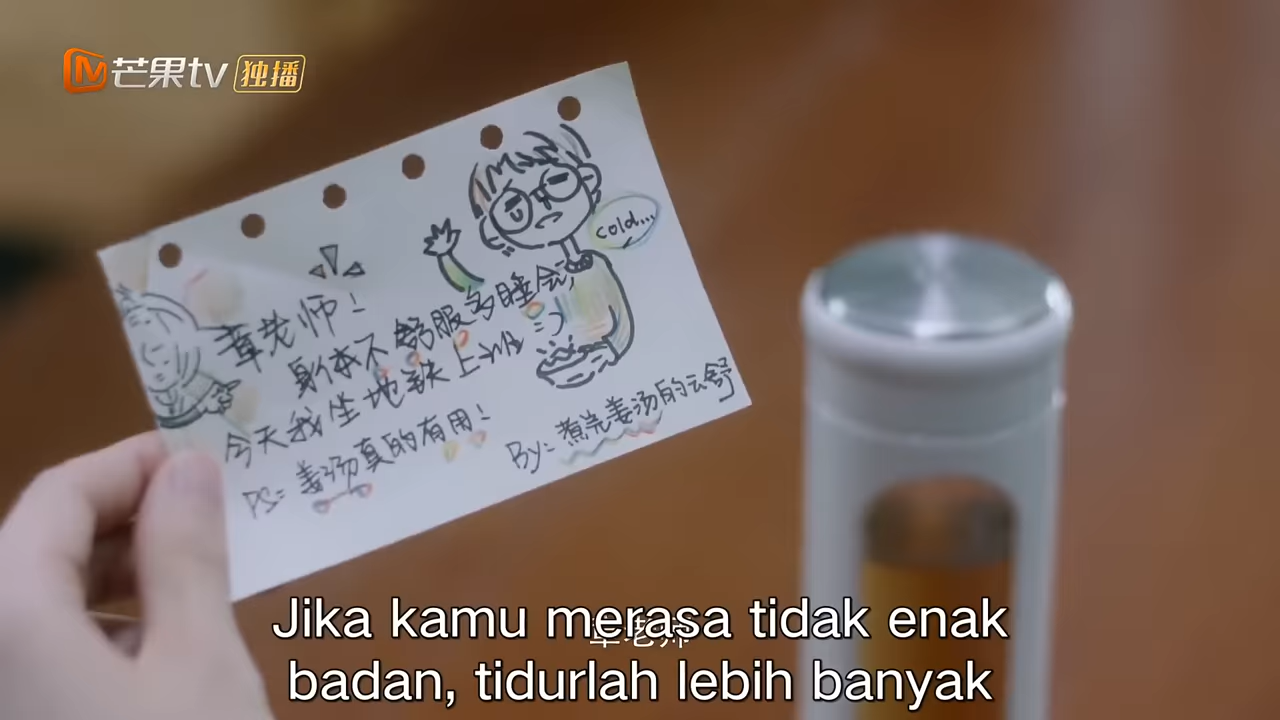 芒果tv 独播
章老师！
身体不舒服多睡会，
今天我坐地铁上班 =)
PS= 姜汤真的有用！
By= 煮完姜汤的云舒
cold...
章老师
Jika kamu merasa tidak enak
badan, tidurlah lebih banyak